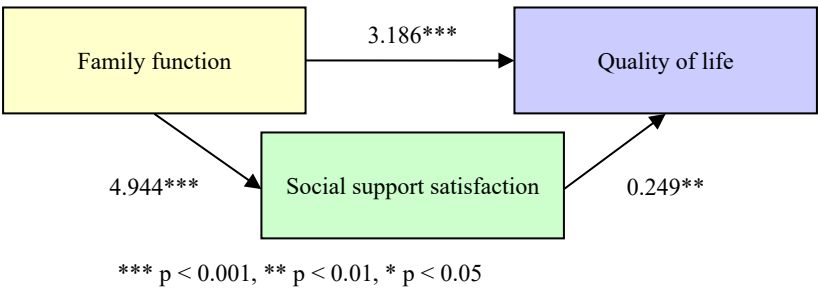 3.186***
Family function
Quality of life
4.944***
Social support satisfaction
0.249**
*** p < 0.001, ** p < 0.01, * p < 0.05